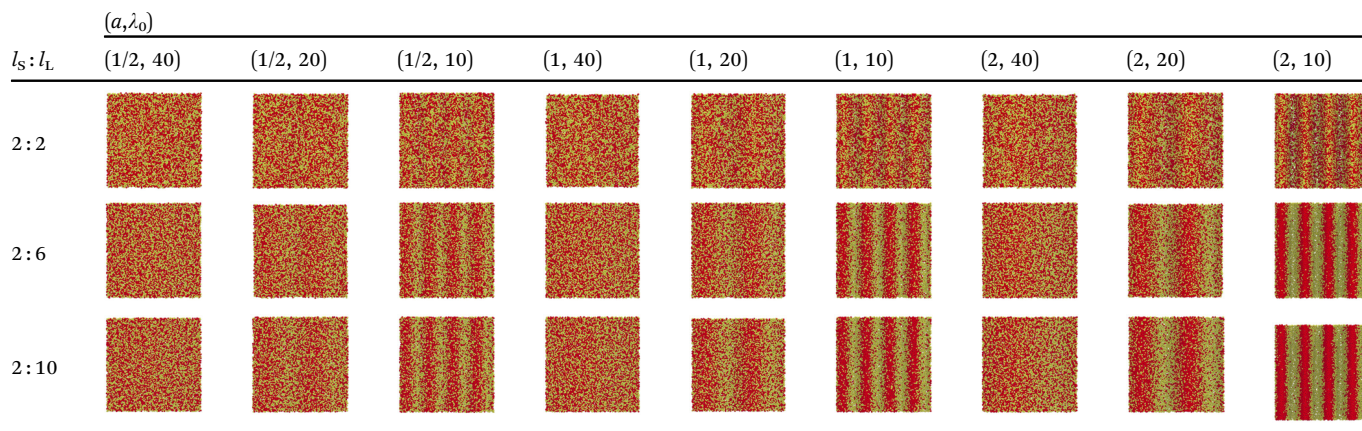 (a,λ₀)
lS:lL (1/2, 40) (1/2, 20) (1/2, 10) (1, 40) (1, 20) (1, 10) (2, 40) (2, 20) (2, 10)
2:2
2:6
2:10